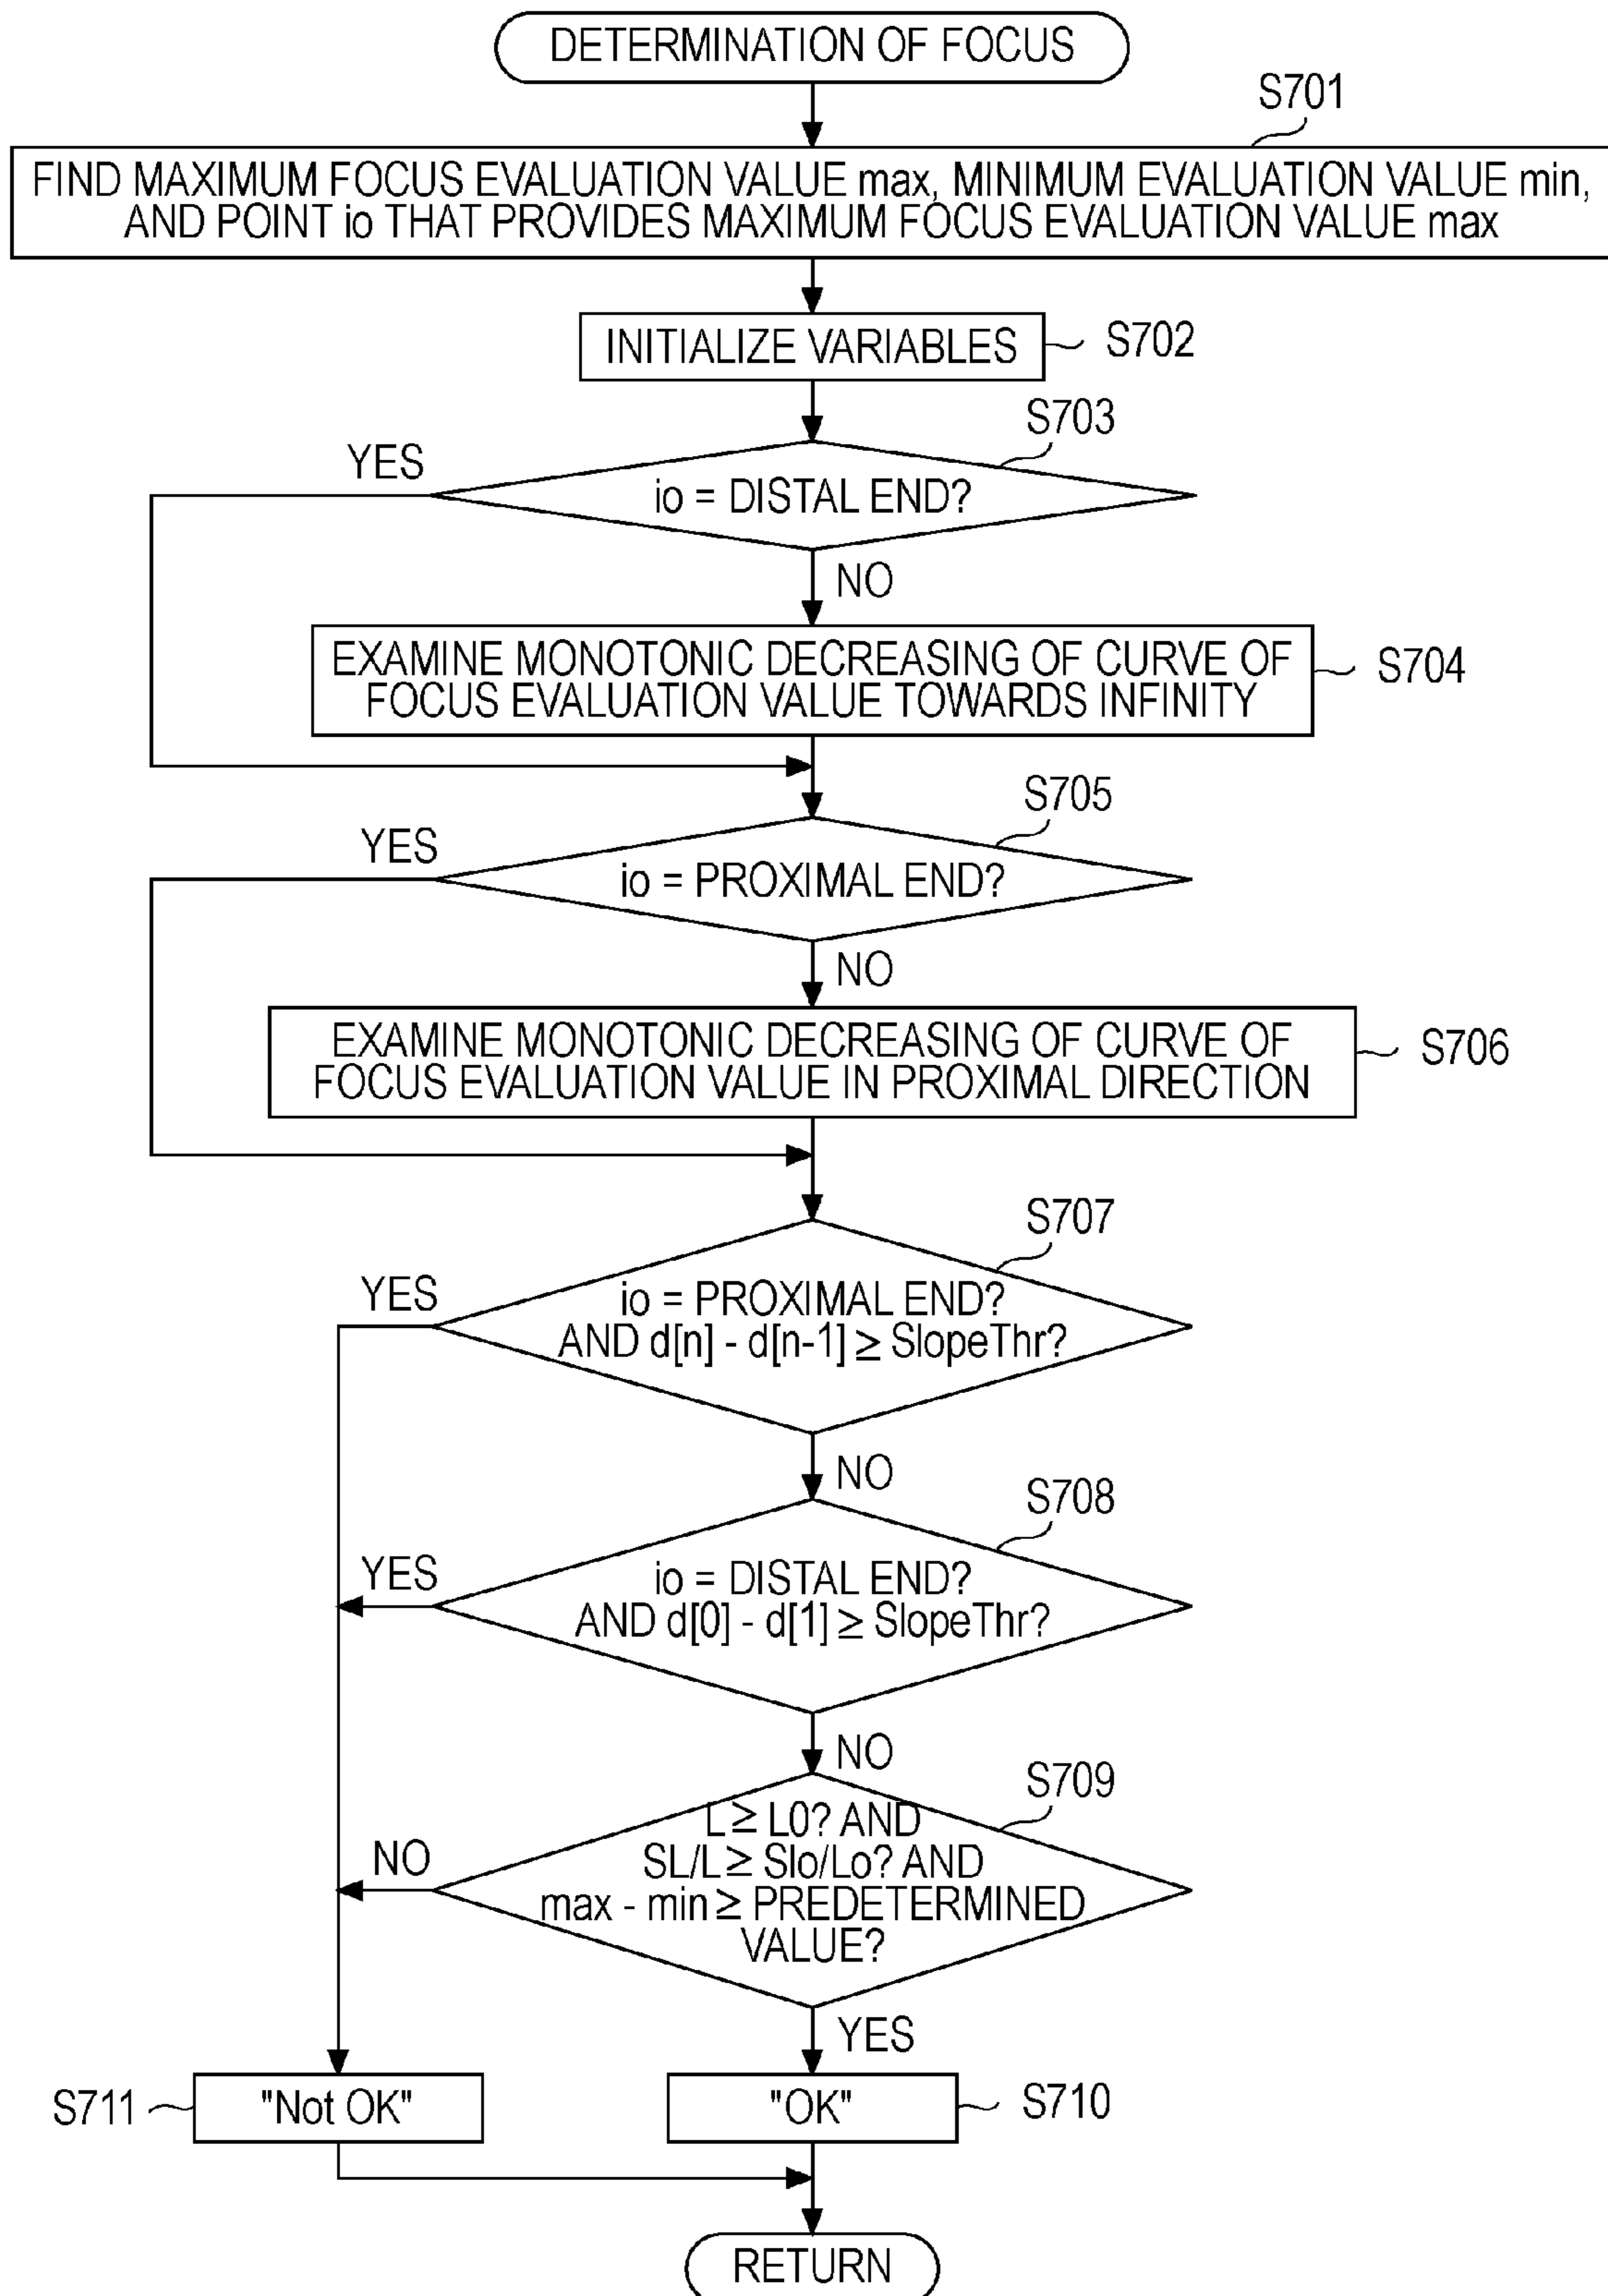 DETERMINATION OF FOCUS
S701
FIND MAXIMUM FOCUS EVALUATION VALUE max, MINIMUM EVALUATION VALUE min,
AND POINT io THAT PROVIDES MAXIMUM FOCUS EVALUATION VALUE max
INITIALIZE VARIABLES
S702
S703
YES
io = DISTAL END?
NO
EXAMINE MONOTONIC DECREASING OF CURVE OF
FOCUS EVALUATION VALUE TOWARDS INFINITY
S704
S705
YES
io = PROXIMAL END?
NO
EXAMINE MONOTONIC DECREASING OF CURVE OF
FOCUS EVALUATION VALUE IN PROXIMAL DIRECTION
S706
S707
YES
io = PROXIMAL END?
AND d[n] - d[n-1] ≥ SlopeThr?
NO
S708
YES
io = DISTAL END?
AND d[0] - d[1] ≥ SlopeThr?
NO
S709
NO
L ≥ L0? AND
SL/L ≥ Slo/Lo? AND
max - min ≥ PREDETERMINED
VALUE?
YES
S711
"Not OK"
"OK"
S710
RETURN